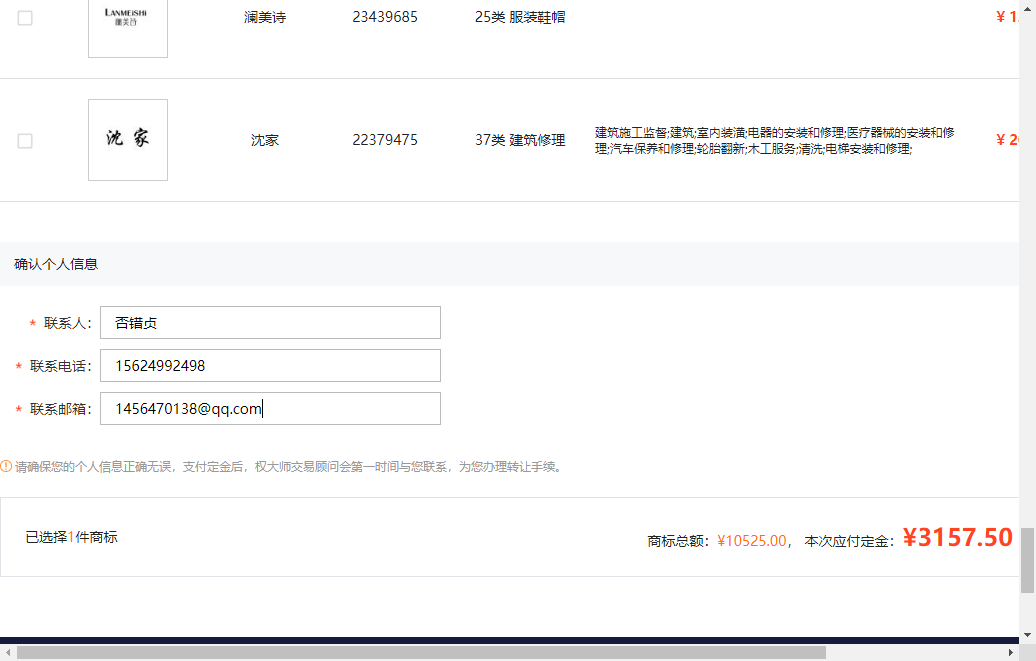 LANMEISHI
澜美诗
澜美诗 23439685 25类 服装鞋帽 ¥ 1
沈 家
沈家 22379475 37类 建筑修理 建筑施工监督;建筑;室内装潢;电器的安装和修理;医疗器械的安装和修理;汽车保养和修理;轮胎翻新;木工服务;清洗;电梯安装和修理; ¥ 2
确认个人信息
* 联系人： 否错贞
* 联系电话： 15624992498
* 联系邮箱： 1456470138@qq.com
请确保您的个人信息正确无误，支付定金后，权大师交易顾问会第一时间与您联系，为您办理转让手续。
已选择1件商标 商标总额：¥10525.00， 本次应付定金：¥3157.50